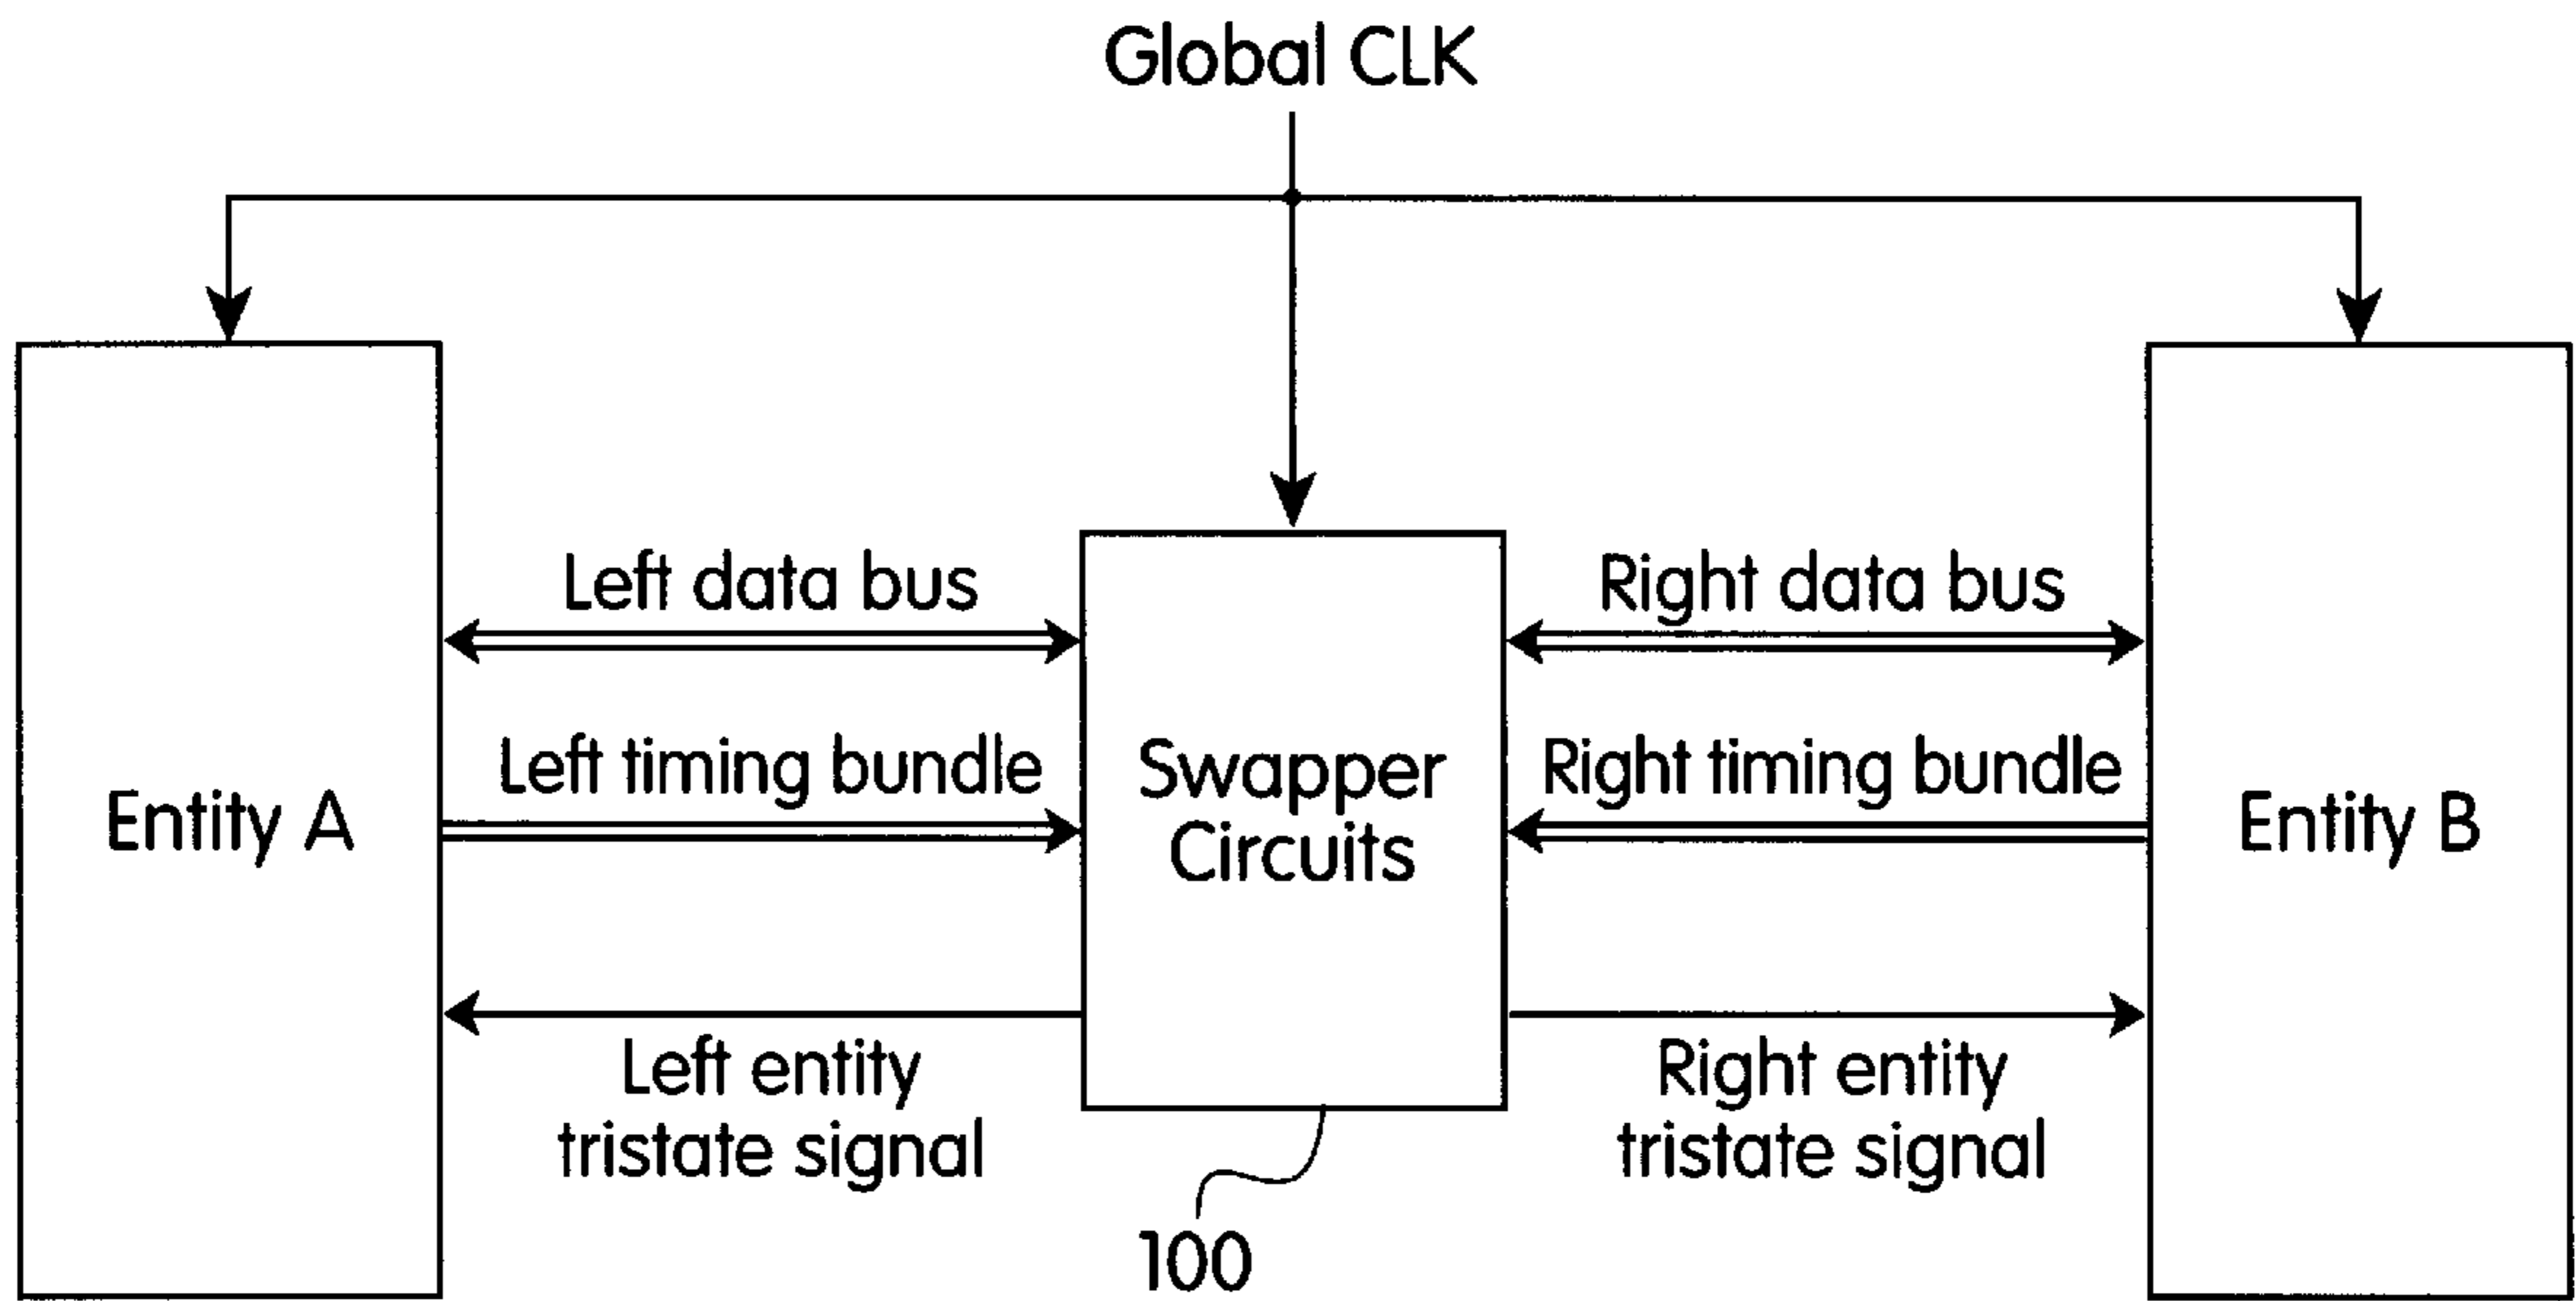 Global CLK
Left data bus
Right data bus
Left timing bundle
Right timing bundle
Entity A
Swapper
Circuits
Entity B
Left entity
tristate signal
Right entity
tristate signal
100